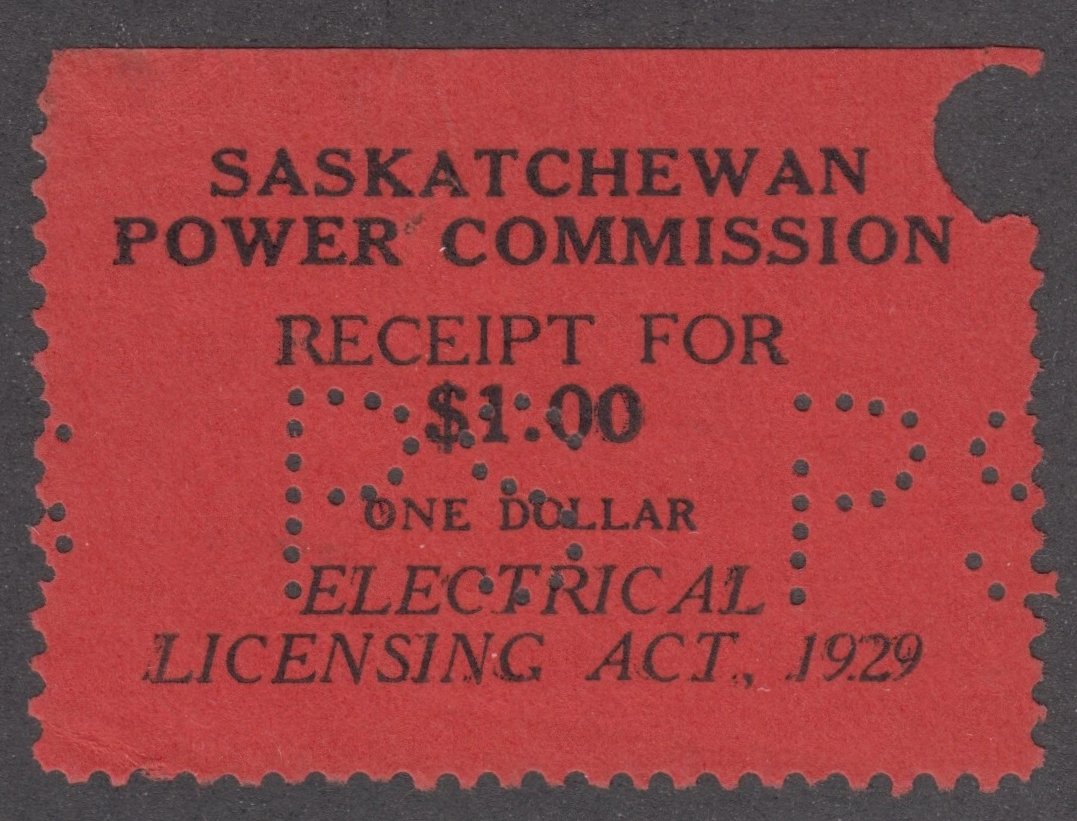 SASKATCHEWAN
POWER COMMISSION
RECEIPT FOR
$1.00
ONE DOLLAR
ELECTRICAL
LICENSING ACT., 1929